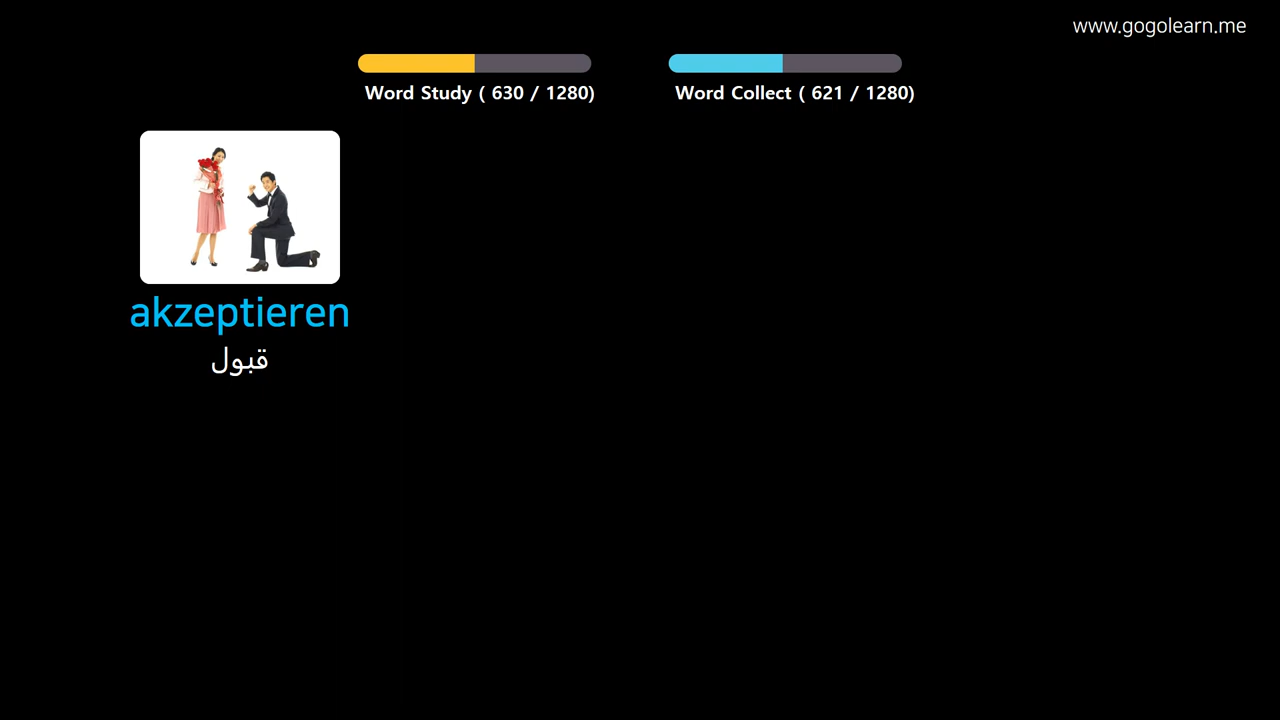 www.gogolearn.me
Word Study ( 630 / 1280)
Word Collect ( 621 / 1280)
akzeptieren
قبول